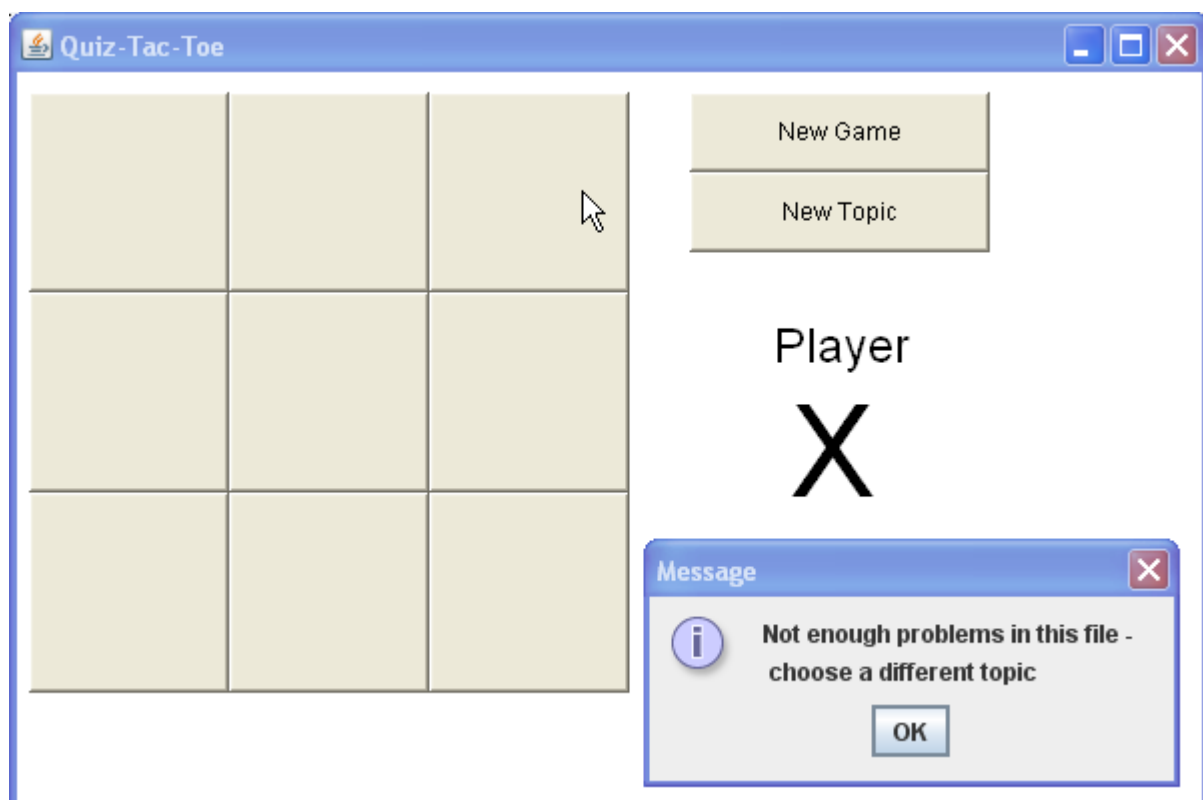 Quiz-Tac-Toe
New Game
New Topic
Player
X
Message
Not enough problems in this file -
choose a different topic
OK